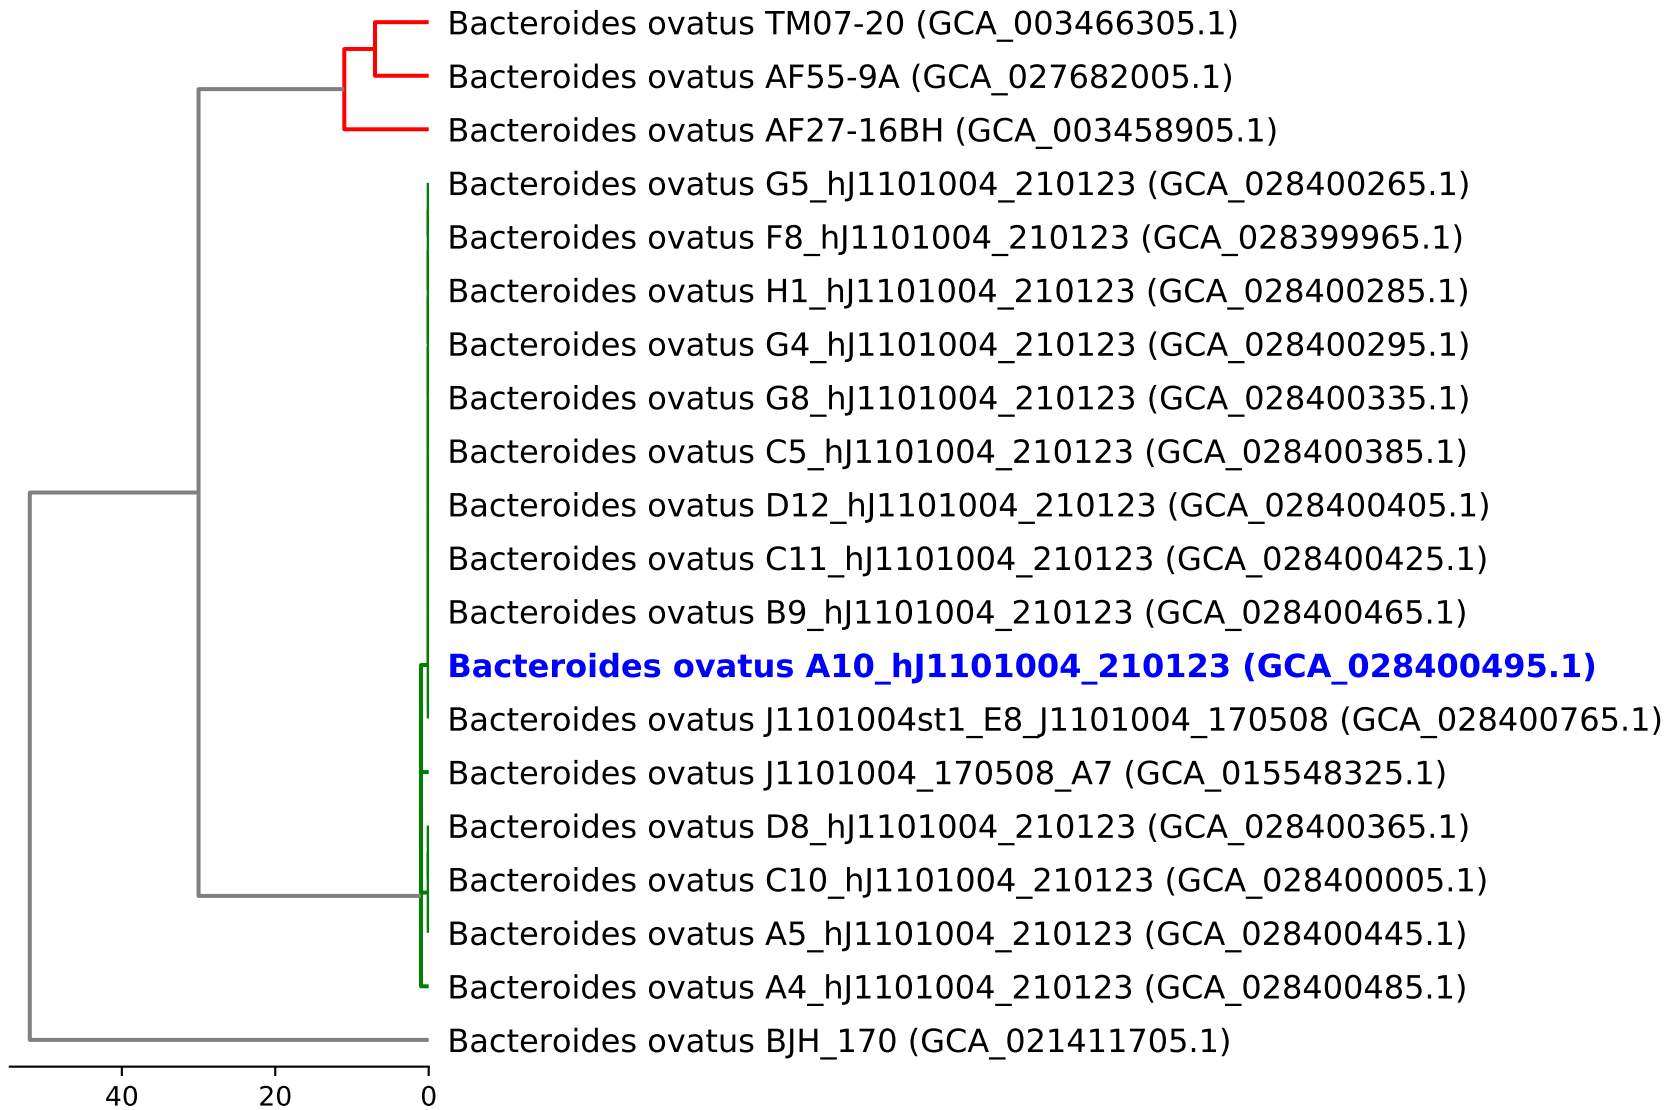 Bacteroides ovatus TM07-20 (GCA_003466305.1)
Bacteroides ovatus AF55-9A (GCA_027682005.1)
Bacteroides ovatus AF27-16BH (GCA_003458905.1)
Bacteroides ovatus G5_hJ1101004_210123 (GCA_028400265.1)
Bacteroides ovatus F8_hJ1101004_210123 (GCA_028399965.1)
Bacteroides ovatus H1_hJ1101004_210123 (GCA_028400285.1)
Bacteroides ovatus G4_hJ1101004_210123 (GCA_028400295.1)
Bacteroides ovatus G8_hJ1101004_210123 (GCA_028400335.1)
Bacteroides ovatus C5_hJ1101004_210123 (GCA_028400385.1)
Bacteroides ovatus D12_hJ1101004_210123 (GCA_028400405.1)
Bacteroides ovatus C11_hJ1101004_210123 (GCA_028400425.1)
Bacteroides ovatus B9_hJ1101004_210123 (GCA_028400465.1)
Bacteroides ovatus A10_hJ1101004_210123 (GCA_028400495.1)
Bacteroides ovatus J1101004st1_E8_J1101004_170508 (GCA_028400765.1)
Bacteroides ovatus J1101004_170508_A7 (GCA_015548325.1)
Bacteroides ovatus D8_hJ1101004_210123 (GCA_028400365.1)
Bacteroides ovatus C10_hJ1101004_210123 (GCA_028400005.1)
Bacteroides ovatus A5_hJ1101004_210123 (GCA_028400445.1)
Bacteroides ovatus A4_hJ1101004_210123 (GCA_028400485.1)
Bacteroides ovatus BJH_170 (GCA_021411705.1)
40 20 0